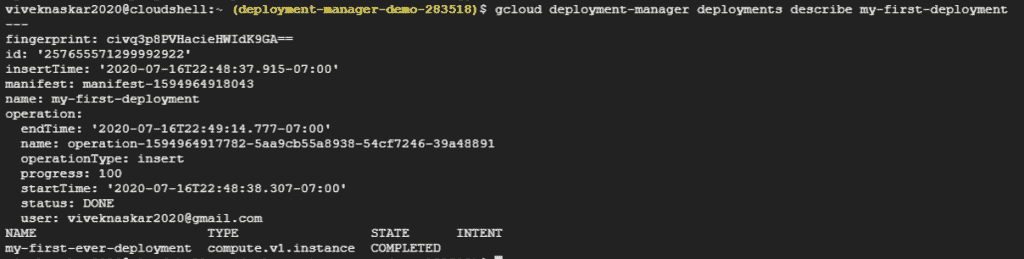 viveknaskar2020@cloudshell:~ (deployment-manager-demo-283518)$ gcloud deployment-manager deployments describe my-first-deployment
---
fingerprint: civq3p8PVHacieHWIdK9GA==
id: '257655571299992922'
insertTime: '2020-07-16T22:48:37.915-07:00'
manifest: manifest-1594964918043
name: my-first-deployment
operation:
  endTime: '2020-07-16T22:49:14.777-07:00'
  name: operation-1594964917782-5aa9cb55a8938-54cf7246-39a48891
  operationType: insert
  progress: 100
  startTime: '2020-07-16T22:48:38.307-07:00'
  status: DONE
  user: viveknaskar2020@gmail.com
NAME                      TYPE                 STATE      INTENT
my-first-ever-deployment  compute.v1.instance  COMPLETED